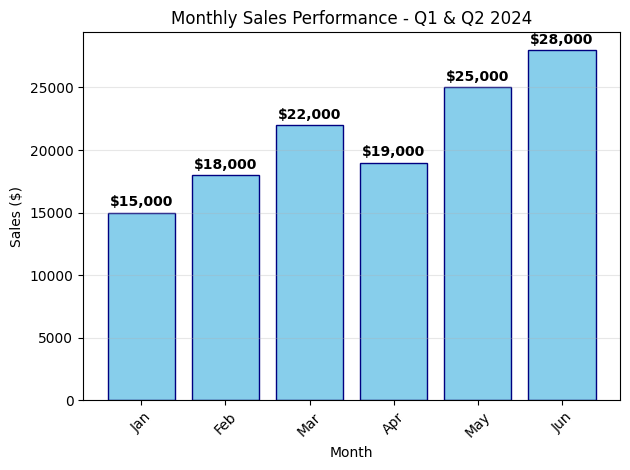 Monthly Sales Performance - Q1 & Q2 2024
$28,000
$25,000
$22,000
$19,000
$18,000
$15,000
25000
20000
15000
10000
5000
0
Sales ($)
Jan
Feb
Mar
Apr
May
Jun
Month